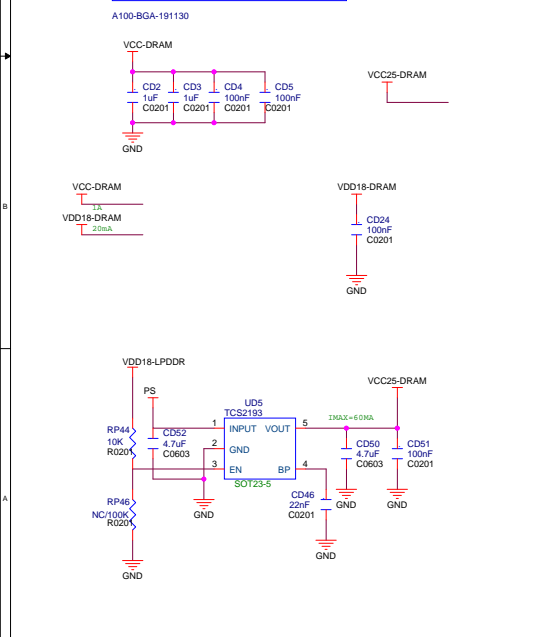 A100-BGA-191130
VCC-DRAM
VCC25-DRAM
CD2 CD3 CD4 CD5
1uF 1uF 100nF 100nF
C0201 C0201 C0201 C0201
GND
VCC-DRAM
1A
VDD18-DRAM
20mA
VDD18-DRAM
CD24
100nF
C0201
GND
B
VDD18-LPDDR
PS
VCC25-DRAM
UD5
TCS2193
IMAX=60MA
1 INPUT VOUT 5
2 GND
3 EN BP 4
SOT23-5
RP44
10K
R0201
CD52
4.7uF
C0603
CD50
4.7uF
C0603
CD51
100nF
C0201
A
RP46
NC/100K
R0201
GND
CD46
22nF
C0201
GND
GND
GND
GND